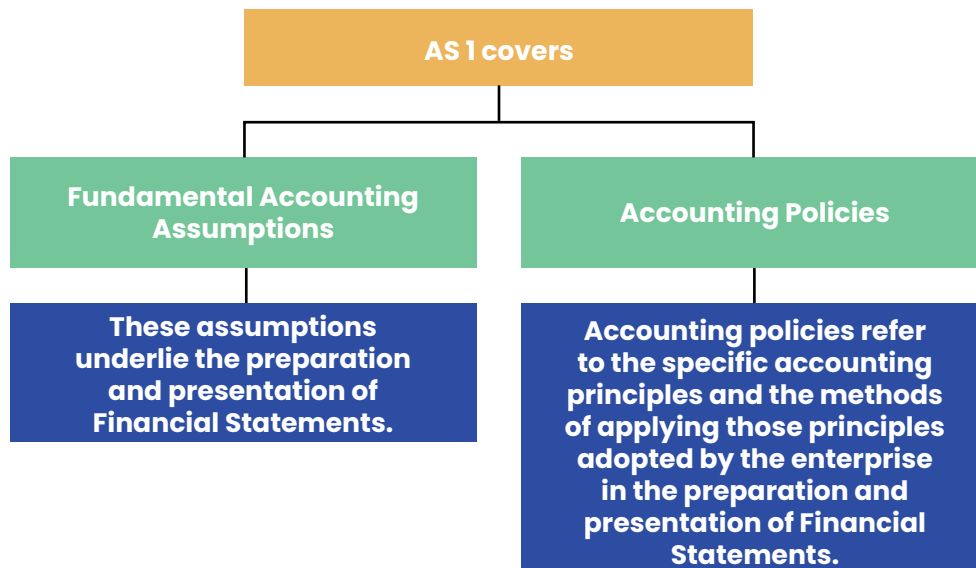 AS 1 covers
Fundamental Accounting
Assumptions
Accounting Policies
These assumptions
underlie the preparation
and presentation of
Financial Statements.
Accounting policies refer
to the specific accounting
principles and the methods
of applying those principles
adopted by the enterprise
in the preparation and
presentation of Financial
Statements.